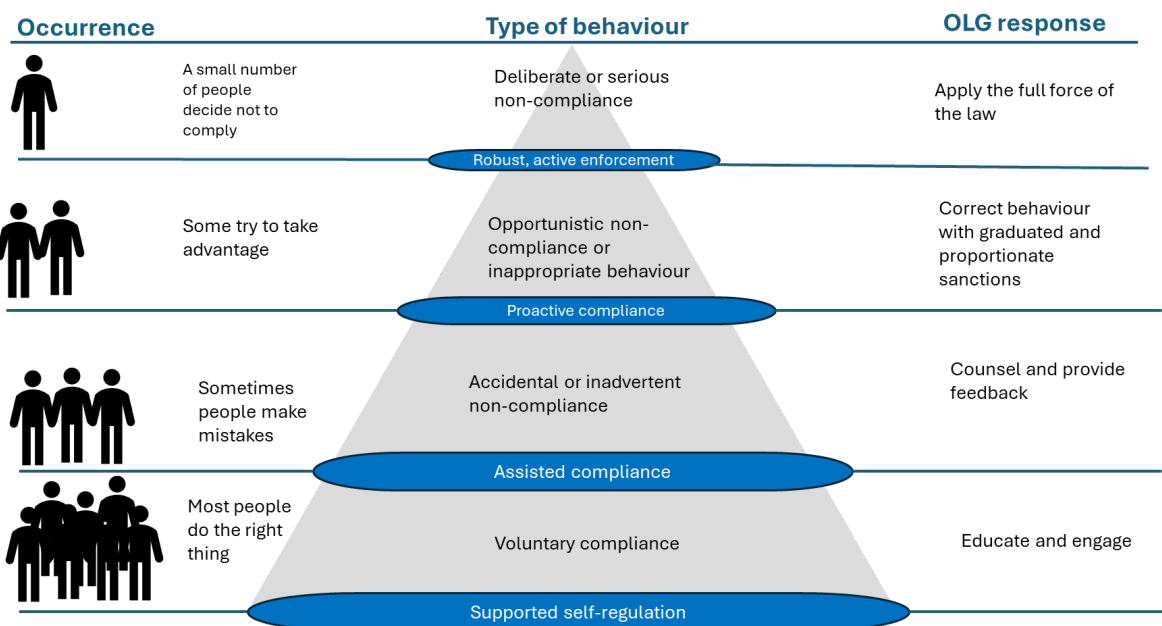 Occurrence
Type of behaviour
OLG response
A small number
of people
decide not to
comply
Deliberate or serious
non-compliance
Apply the full force of
the law
Robust, active enforcement
Some try to take
advantage
Opportunistic non-
compliance or
inappropriate behaviour
Correct behaviour
with graduated and
proportionate
sanctions
Proactive compliance
Sometimes
people make
mistakes
Accidental or inadvertent
non-compliance
Counsel and provide
feedback
Assisted compliance
Most people
do the right
thing
Voluntary compliance
Educate and engage
Supported self-regulation